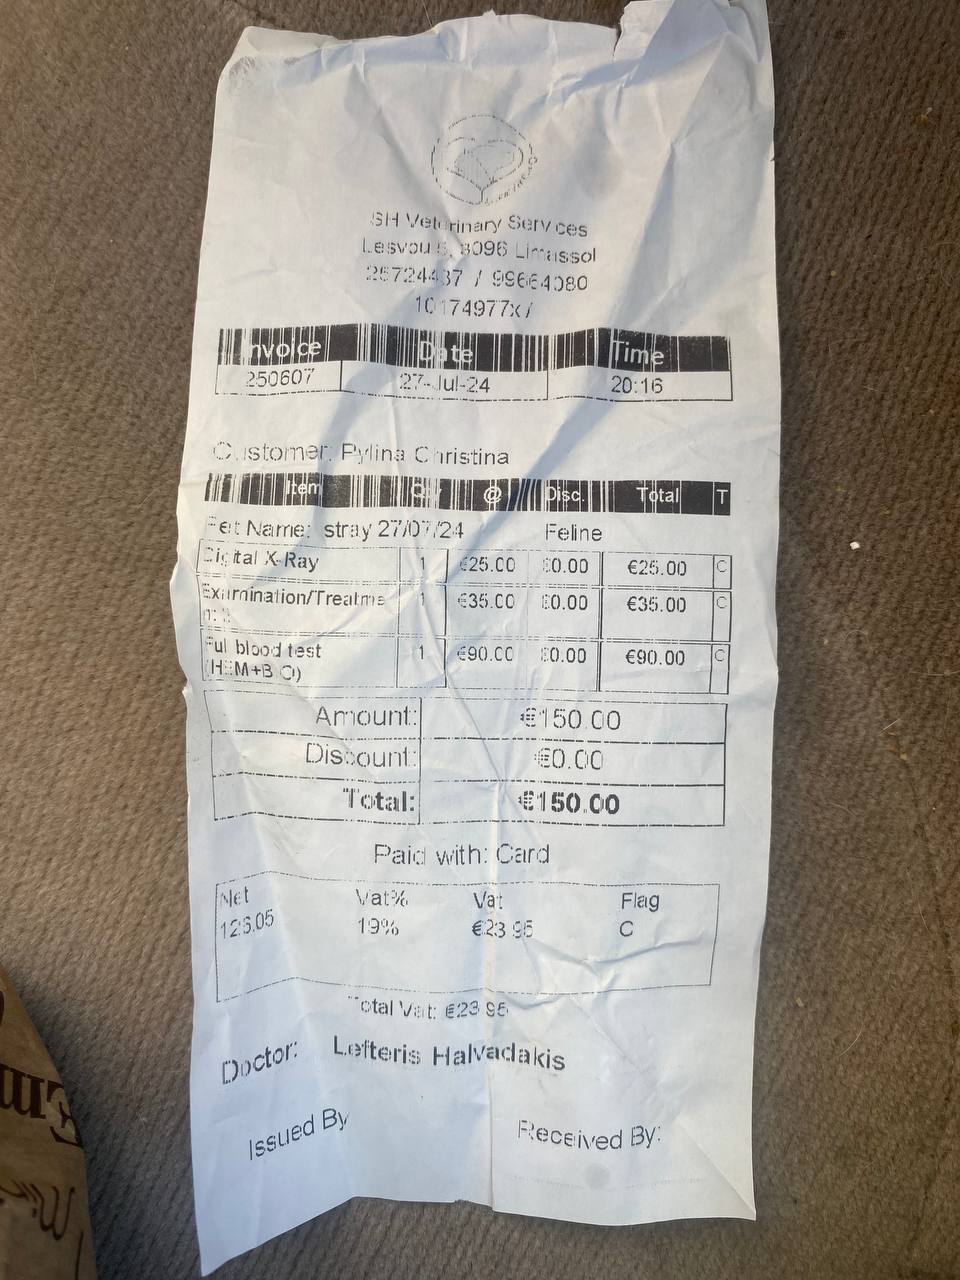 SH Veterinary Services
Lesvou 5, 3096 Limassol
25724437 / 99664080
10174977x/
Invoice Date Time
250607 27-Jul-24 20:16
Customer: Pylina Christina
Item Qty @ Disc. Total T
Pet Name: stray 27/07/24 Feline
Digital X-Ray 1 €25.00 €0.00 €25.00 C
Examination/Treatme 1 €35.00 €0.00 €35.00 C
Full blood test 1 €90.00 €0.00 €90.00 C
(HEM+BIO)
Amount: €150.00
Discount: €0.00
Total: €150.00
Paid with: Card
Net Vat% Vat Flag
126.05 19% €23.95 C
Total Vat: €23.95
Doctor: Lefteris Halvadakis
Issued By
Received By: